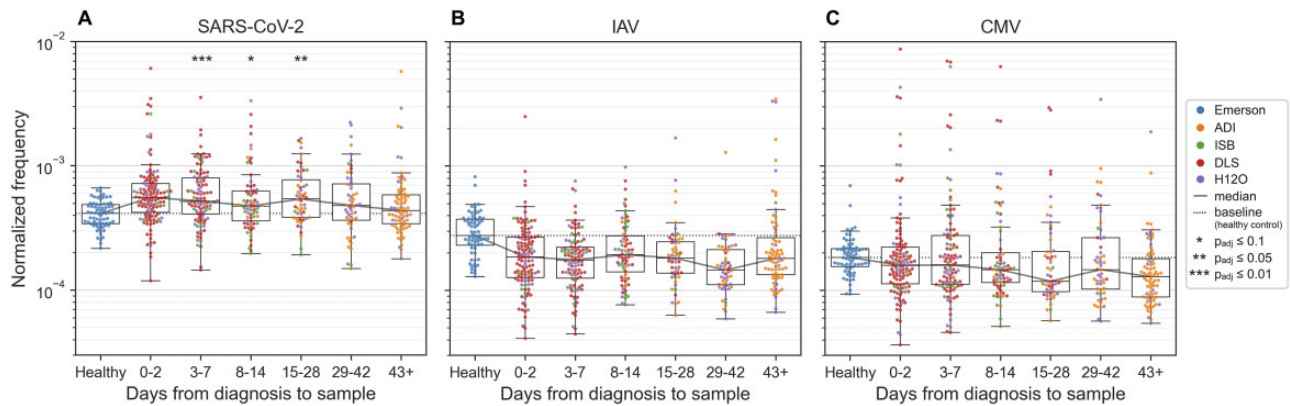 A
SARS-CoV-2
B
IAV
C
CMV
10⁻²
10⁻³
10⁻⁴
Normalized frequency
***
*
**
Healthy 0-2 3-7 8-14 15-28 29-42 43+
Days from diagnosis to sample
Healthy 0-2 3-7 8-14 15-28 29-42 43+
Days from diagnosis to sample
Healthy 0-2 3-7 8-14 15-28 29-42 43+
Days from diagnosis to sample
Emerson
ADI
ISB
DLS
H12O
median
baseline
(healthy control)
* p_adj ≤ 0.1
** p_adj ≤ 0.05
*** p_adj ≤ 0.01